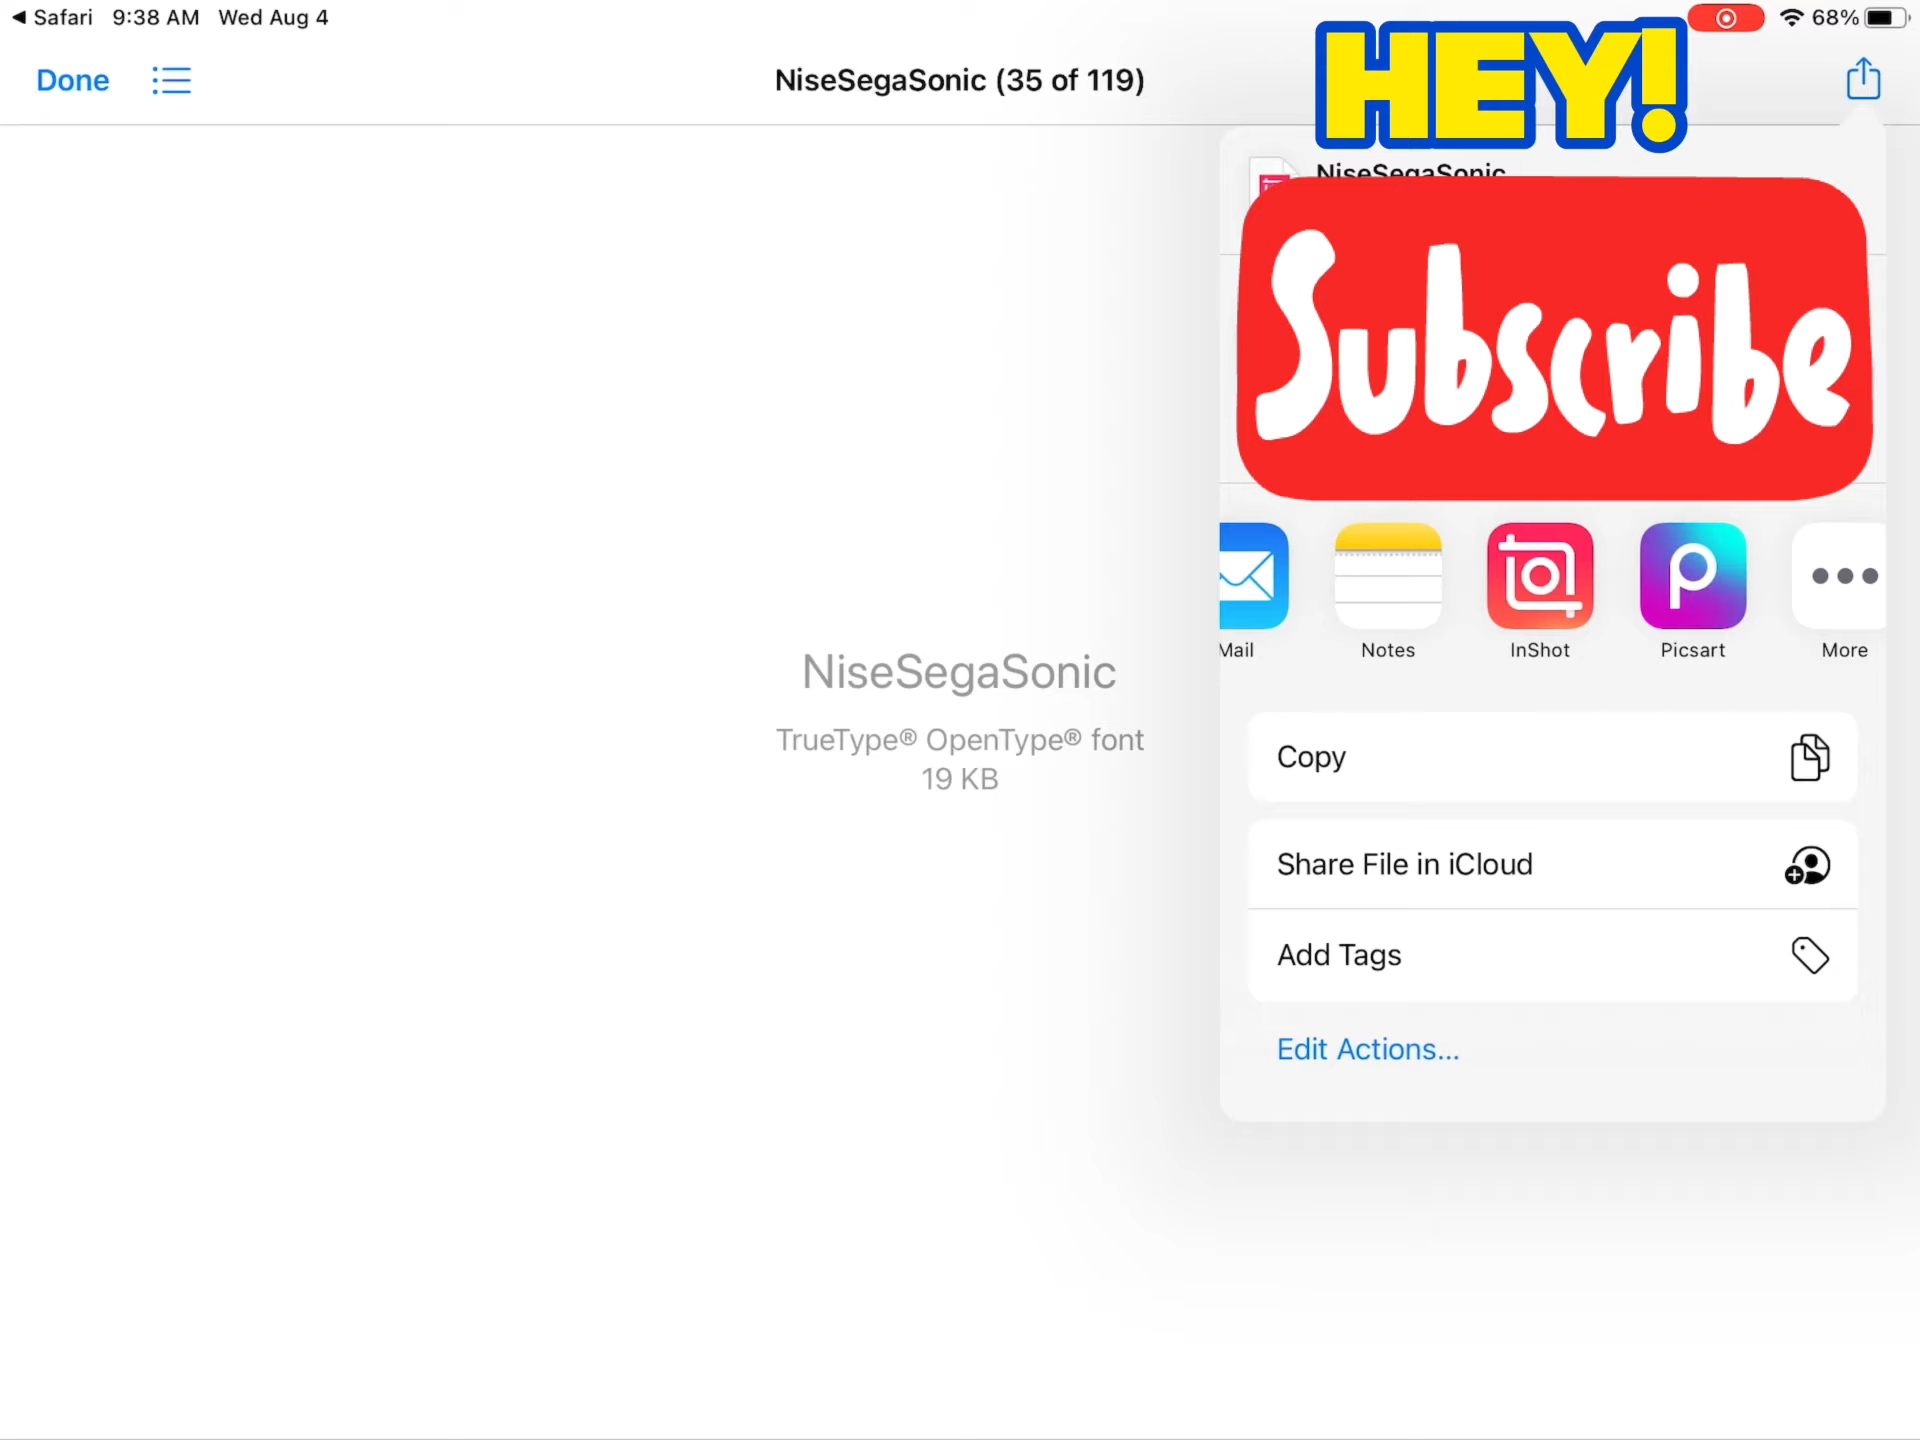 Safari 9:38 AM Wed Aug 4
68%
Done
NiseSegaSonic (35 of 119)
HEY!
NiseSegaSonic
Subscribe
Mail
Notes
InShot
Picsart
More
NiseSegaSonic
TrueType® OpenType® font
19 KB
Copy
Share File in iCloud
Add Tags
Edit Actions...